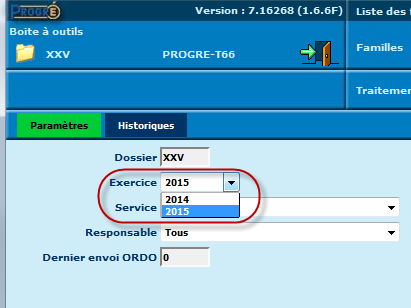 PROGRÉ
Version : 7.16268 (1.6.6F)
Liste des
Boite à outils
XXV PROGRE-T66
Familles
Traitemen
Paramètres Historiques
Dossier XXV
Exercice 2015
2014
2015
Service
Responsable Tous
Dernier envoi ORDO 0